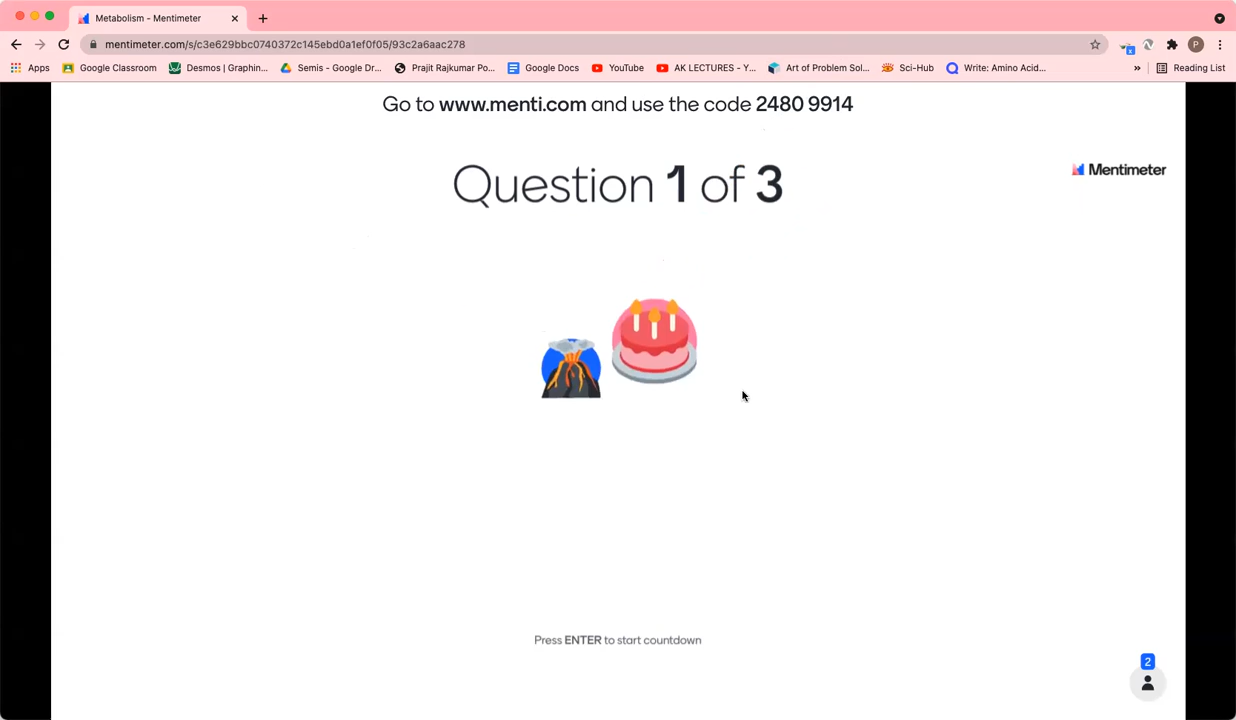 Metabolism - Mentimeter
mentimeter.com/s/c3e629bbc0740372c145ebd0a1ef0f05/93c2a6aac278
P
Apps
Google Classroom
Desmos | Graphin...
Semis - Google Dr...
Prajit Rajkumar Po...
Google Docs
YouTube
AK LECTURES - Y...
Art of Problem Sol...
Sci-Hub
Write: Amino Acid...
»
Reading List
Go to www.menti.com and use the code 2480 9914
Mentimeter
Question 1 of 3
Press ENTER to start countdown
2